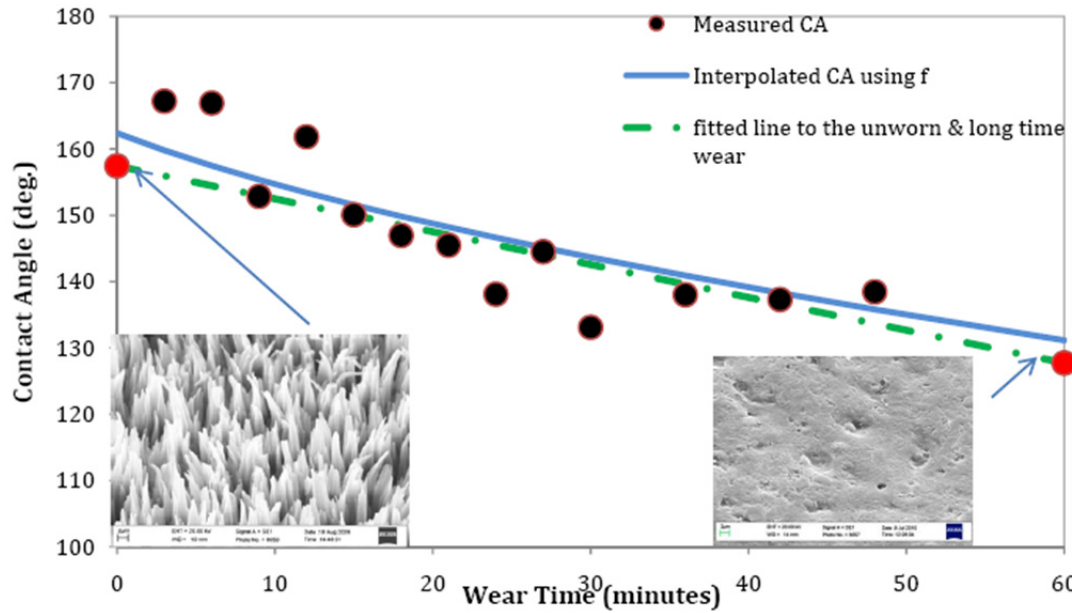 180
Measured CA
170
Interpolated CA using f
160
fitted line to the unworn & long time
wear
150
140
130
120
110
100
Contact Angle (deg.)
0
10
20
30
40
50
60
Wear Time (minutes)